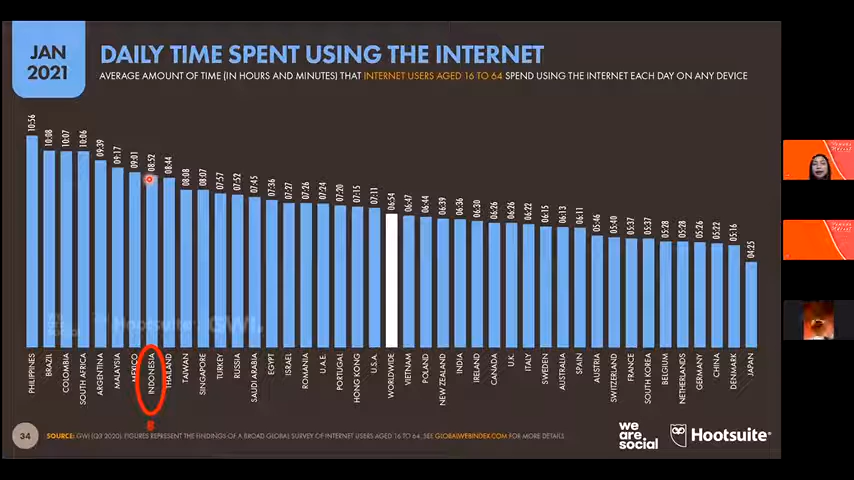 JAN
2021
DAILY TIME SPENT USING THE INTERNET
AVERAGE AMOUNT OF TIME (IN HOURS AND MINUTES) THAT INTERNET USERS AGED 16 TO 64 SPEND USING THE INTERNET EACH DAY ON ANY DEVICE
10:56 10:08 10:07 10:06 09:39 09:17 09:01 08:52 08:44 08:08 08:07 07:57 07:52 07:45 07:36 07:27 07:26 07:24 07:20 07:15 07:11 06:54 06:47 06:44 06:39 06:36 06:30 06:26 06:26 06:22 06:15 06:13 06:11 05:46 05:40 05:37 05:37 05:28 05:28 05:26 05:22 05:16 04:25
we are social Hootsuite GWI.
PHILIPPINES BRAZIL COLOMBIA SOUTH AFRICA ARGENTINA MALAYSIA MEXICO INDONESIA THAILAND TAIWAN SINGAPORE TURKEY RUSSIA SAUDI ARABIA EGYPT ISRAEL ROMANIA U.A.E. PORTUGAL HONG KONG U.S.A. WORLDWIDE VIETNAM POLAND NEW ZEALAND INDIA IRELAND CANADA U.K. ITALY SWEDEN AUSTRALIA SPAIN AUSTRIA SWITZERLAND FRANCE SOUTH KOREA BELGIUM NETHERLANDS GERMANY CHINA DENMARK JAPAN
8
34
SOURCE: GWI (Q3 2020). FIGURES REPRESENT THE FINDINGS OF A BROAD GLOBAL SURVEY OF INTERNET USERS AGED 16 TO 64. SEE GLOBALWEBINDEX.COM FOR MORE DETAILS
we
are
social
Hootsuite